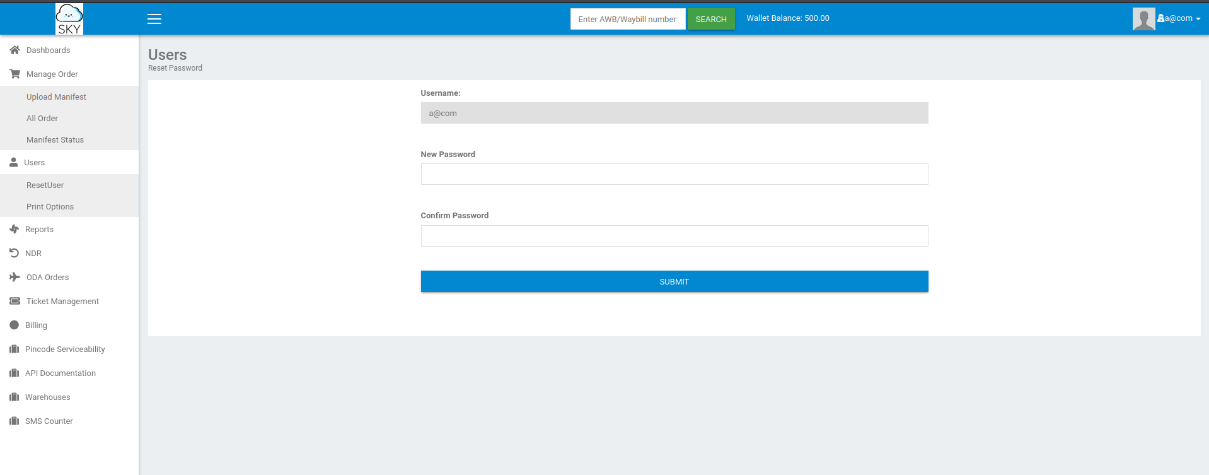 SKY
Enter AWB/Waybill number
SEARCH
Wallet Balance: 500.00
a@com
Dashboards
Manage Order
Upload Manifest
All Order
Manifest Status
Users
ResetUser
Print Options
Reports
NDR
ODA Orders
Ticket Management
Billing
Pincode Serviceability
API Documentation
Warehouses
SMS Counter
Users
Reset Password
Username:
a@com
New Password
Confirm Password
SUBMIT